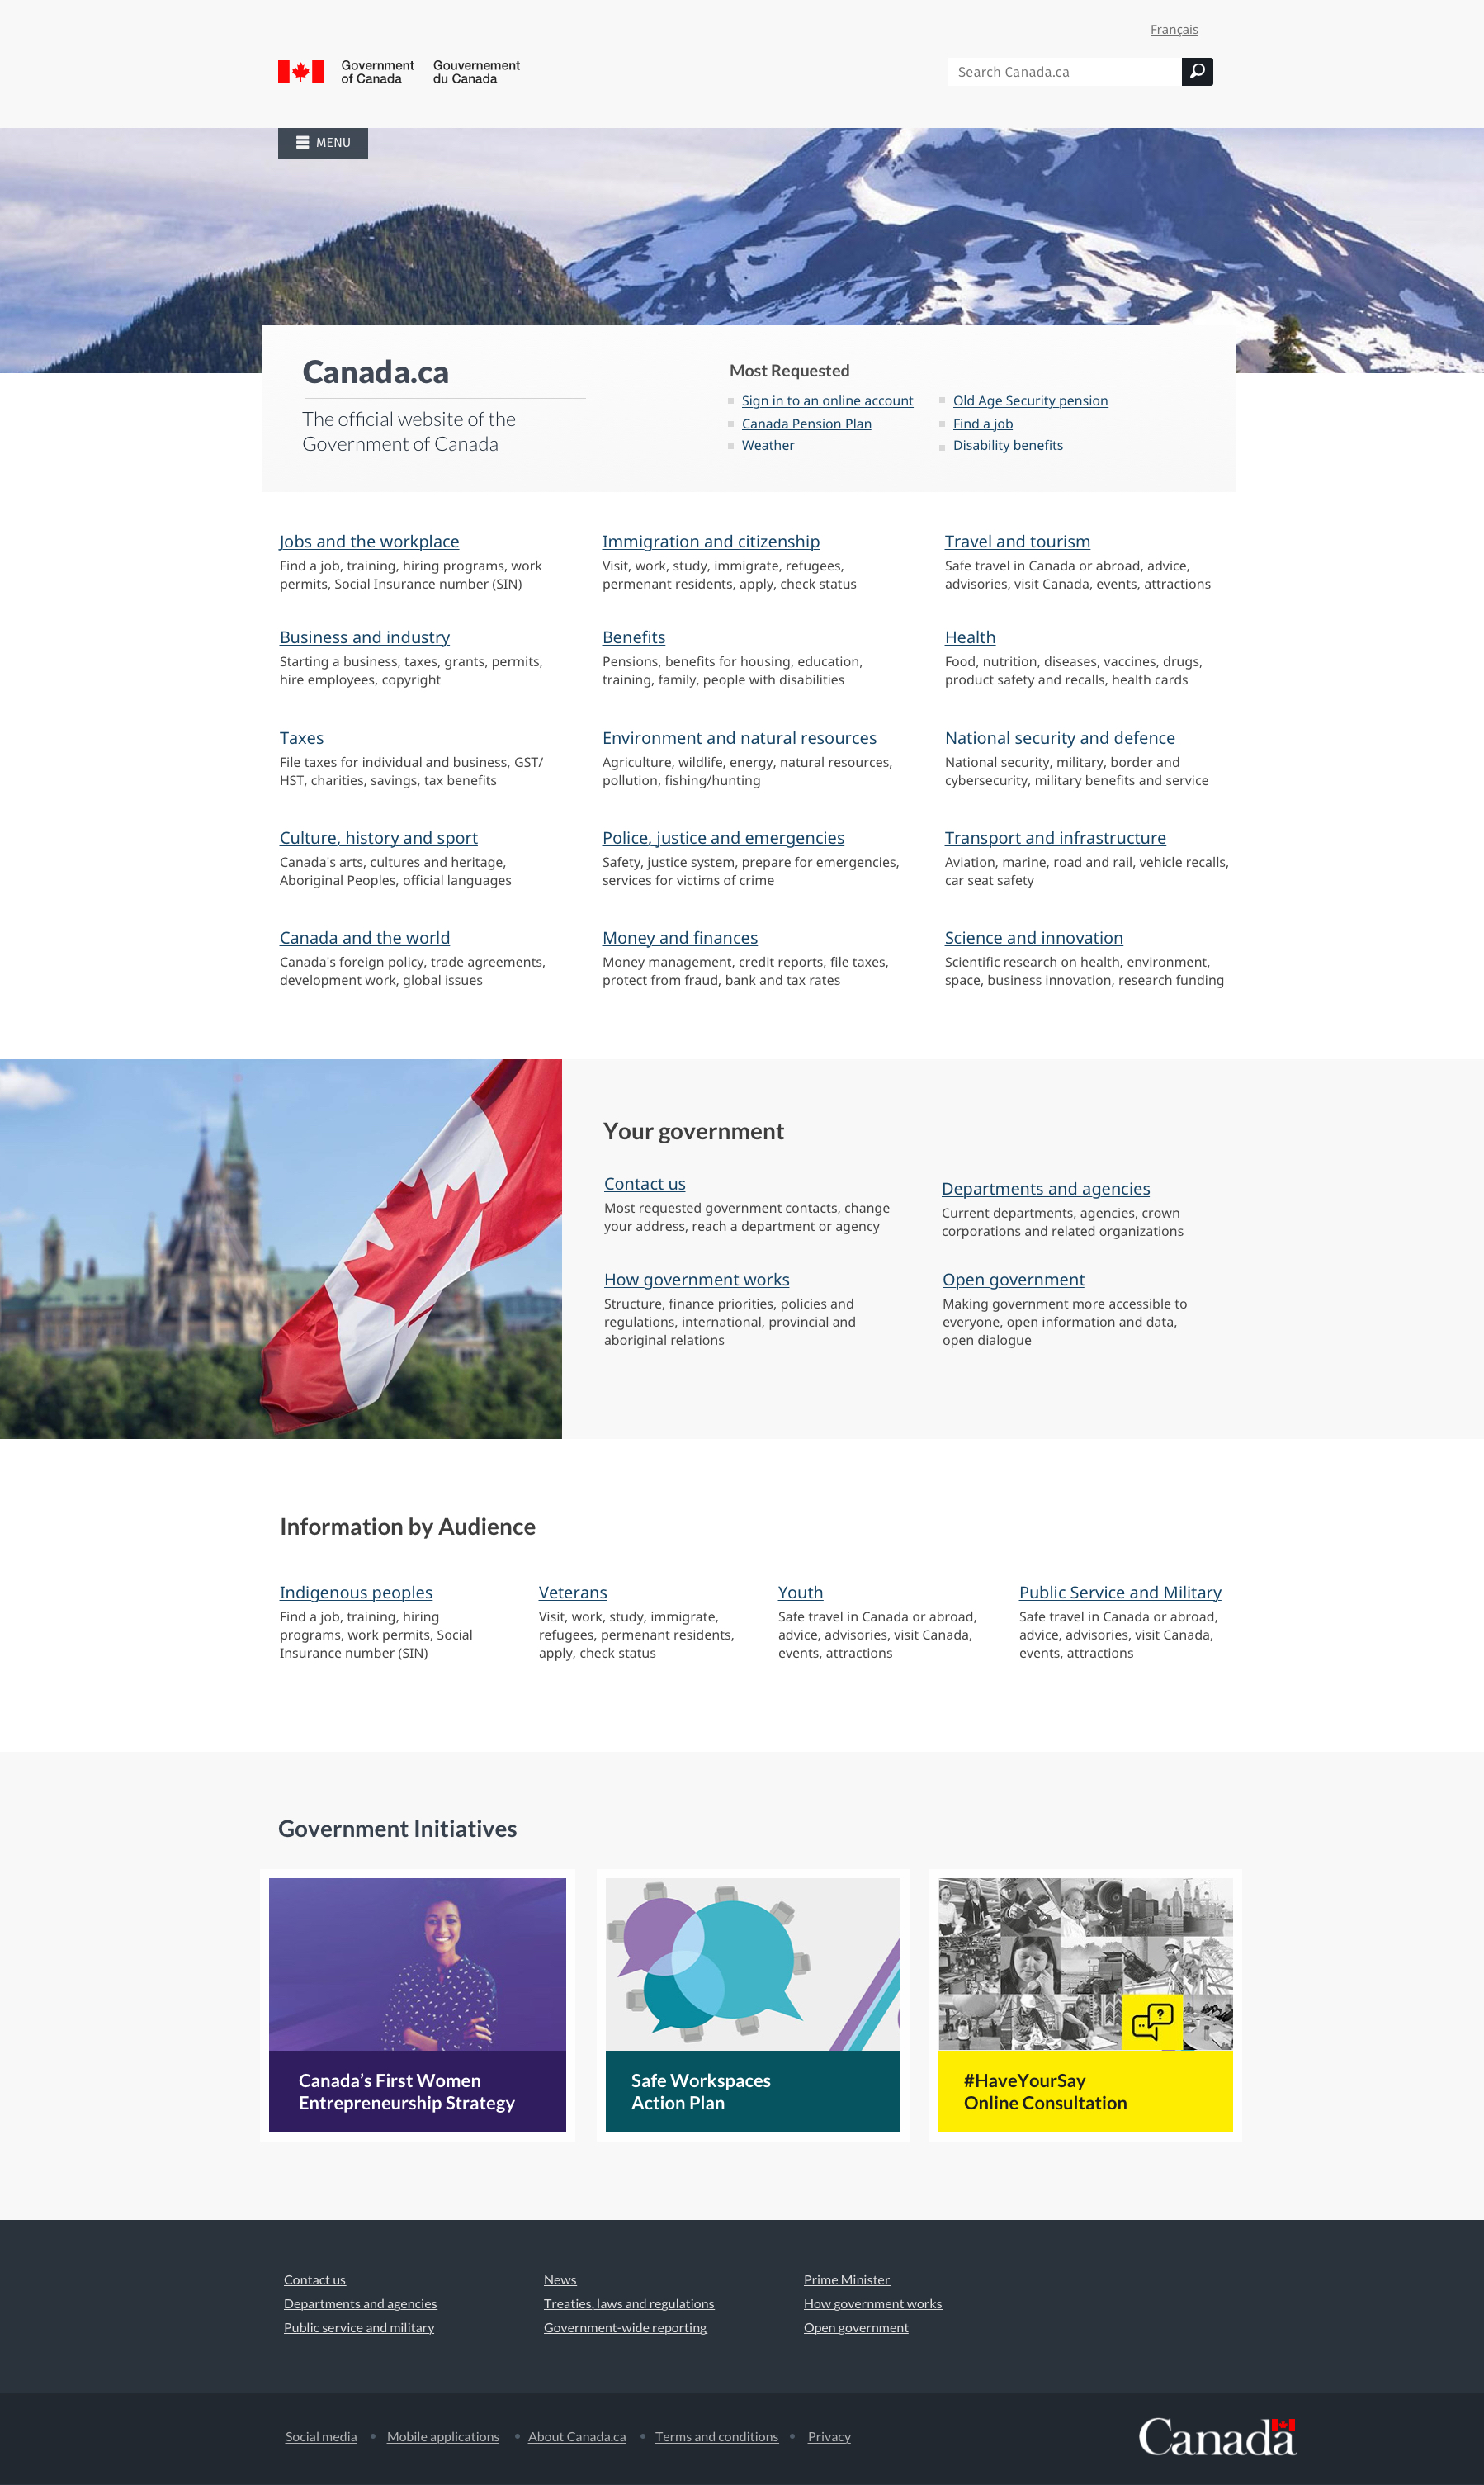 Français
Government
of Canada
Gouvernement
du Canada
Search Canada.ca
MENU
Canada.ca
The official website of the
Government of Canada
Most Requested
Sign in to an online account
Canada Pension Plan
Weather
Old Age Security pension
Find a job
Disability benefits
Jobs and the workplace
Find a job, training, hiring programs, work
permits, Social Insurance number (SIN)
Immigration and citizenship
Visit, work, study, immigrate, refugees,
permenant residents, apply, check status
Travel and tourism
Safe travel in Canada or abroad, advice,
advisories, visit Canada, events, attractions
Business and industry
Starting a business, taxes, grants, permits,
hire employees, copyright
Benefits
Pensions, benefits for housing, education,
training, family, people with disabilities
Health
Food, nutrition, diseases, vaccines, drugs,
product safety and recalls, health cards
Taxes
File taxes for individual and business, GST/
HST, charities, savings, tax benefits
Environment and natural resources
Agriculture, wildlife, energy, natural resources,
pollution, fishing/hunting
National security and defence
National security, military, border and
cybersecurity, military benefits and service
Culture, history and sport
Canada's arts, cultures and heritage,
Aboriginal Peoples, official languages
Police, justice and emergencies
Safety, justice system, prepare for emergencies,
services for victims of crime
Transport and infrastructure
Aviation, marine, road and rail, vehicle recalls,
car seat safety
Canada and the world
Canada's foreign policy, trade agreements,
development work, global issues
Money and finances
Money management, credit reports, file taxes,
protect from fraud, bank and tax rates
Science and innovation
Scientific research on health, environment,
space, business innovation, research funding
Your government
Contact us
Most requested government contacts, change
your address, reach a department or agency
Departments and agencies
Current departments, agencies, crown
corporations and related organizations
How government works
Structure, finance priorities, policies and
regulations, international, provincial and
aboriginal relations
Open government
Making government more accessible to
everyone, open information and data,
open dialogue
Information by Audience
Indigenous peoples
Find a job, training, hiring
programs, work permits, Social
Insurance number (SIN)
Veterans
Visit, work, study, immigrate,
refugees, permenant residents,
apply, check status
Youth
Safe travel in Canada or abroad,
advice, advisories, visit Canada,
events, attractions
Public Service and Military
Safe travel in Canada or abroad,
advice, advisories, visit Canada,
events, attractions
Government Initiatives
Canada’s First Women
Entrepreneurship Strategy
Safe Workspaces
Action Plan
?
#HaveYourSay
Online Consultation
Contact us
Departments and agencies
Public service and military
News
Treaties, laws and regulations
Government-wide reporting
Prime Minister
How government works
Open government
Social media • Mobile applications • About Canada.ca • Terms and conditions • Privacy
Canada